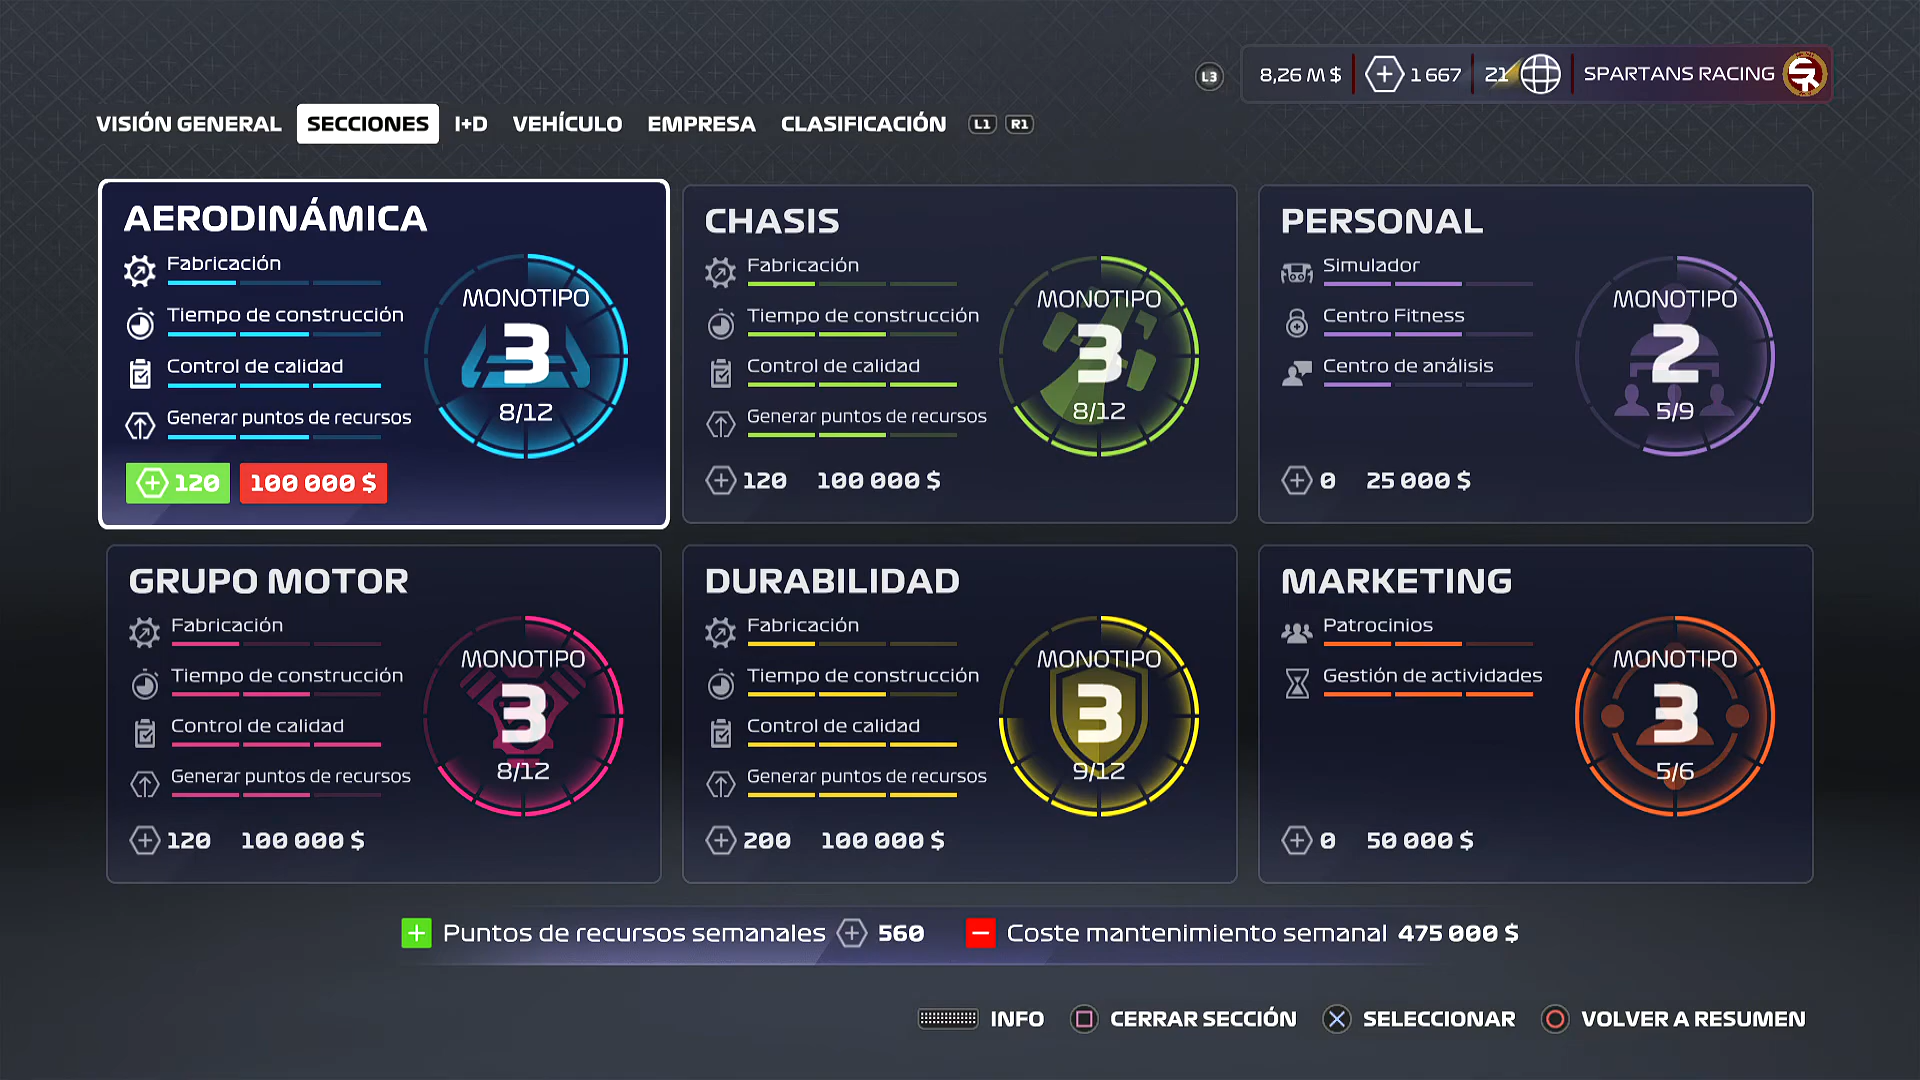 L3 8,26 M $ 1 667 21 SPARTANS RACING
VISIÓN GENERAL SECCIONES I+D VEHÍCULO EMPRESA CLASIFICACIÓN L1 R1
AERODINÁMICA
Fabricación
Tiempo de construcción
Control de calidad
Generar puntos de recursos
MONOTIPO
3
8/12
120 100 000 $
CHASIS
Fabricación
Tiempo de construcción
Control de calidad
Generar puntos de recursos
MONOTIPO
3
8/12
120 100 000 $
PERSONAL
Simulador
Centro Fitness
Centro de análisis
MONOTIPO
2
5/9
0 25 000 $
GRUPO MOTOR
Fabricación
Tiempo de construcción
Control de calidad
Generar puntos de recursos
MONOTIPO
3
8/12
120 100 000 $
DURABILIDAD
Fabricación
Tiempo de construcción
Control de calidad
Generar puntos de recursos
MONOTIPO
3
9/12
200 100 000 $
MARKETING
Patrocinios
Gestión de actividades
MONOTIPO
3
5/6
0 50 000 $
Puntos de recursos semanales 560 Coste mantenimiento semanal 475 000 $
INFO CERRAR SECCIÓN SELECCIONAR VOLVER A RESUMEN